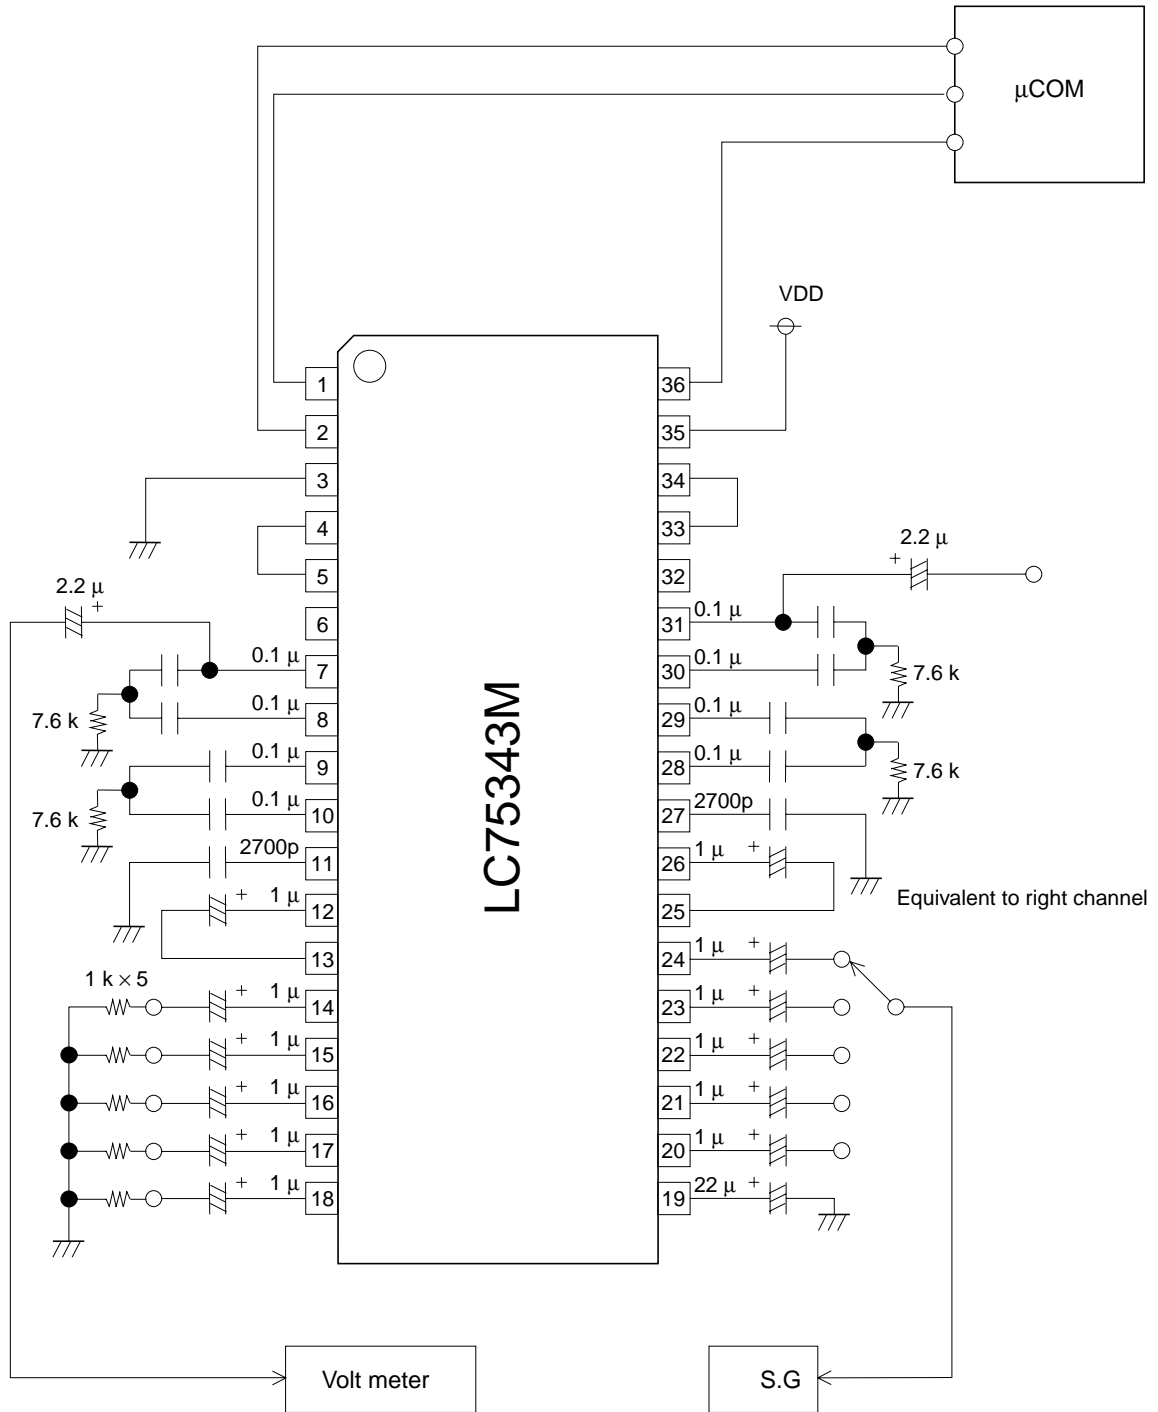 μCOM
VDD
1
36
2
35
3
34
4
33
2.2 μ
+
5
32
2.2 μ
+
6
0.1 μ
31
0.1 μ
7
30
0.1 μ
7.6 k
7.6 k
0.1 μ
8
29
0.1 μ
0.1 μ
9
28
0.1 μ
7.6 k
7.6 k
0.1 μ
10
27
2700p
2700p
11
26
1 μ
+
+
1 μ
12
25
Equivalent to right channel
13
24
1 μ
+
1 k × 5
+
1 μ
14
23
1 μ
+
+
1 μ
15
22
1 μ
+
+
1 μ
16
21
1 μ
+
+
1 μ
17
20
1 μ
+
+
1 μ
18
19
22 μ
+
LC75343M
Volt meter
S.G